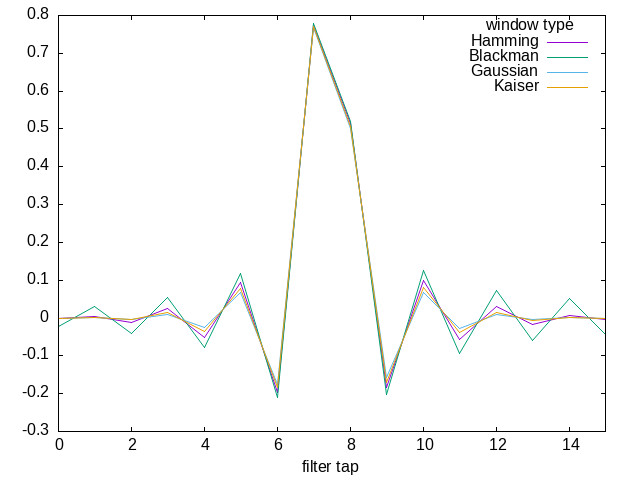 0.8
0.7
0.6
0.5
0.4
0.3
0.2
0.1
0
-0.1
-0.2
-0.3
window type
Hamming
Blackman
Gaussian
Kaiser
0 2 4 6 8 10 12 14
filter tap